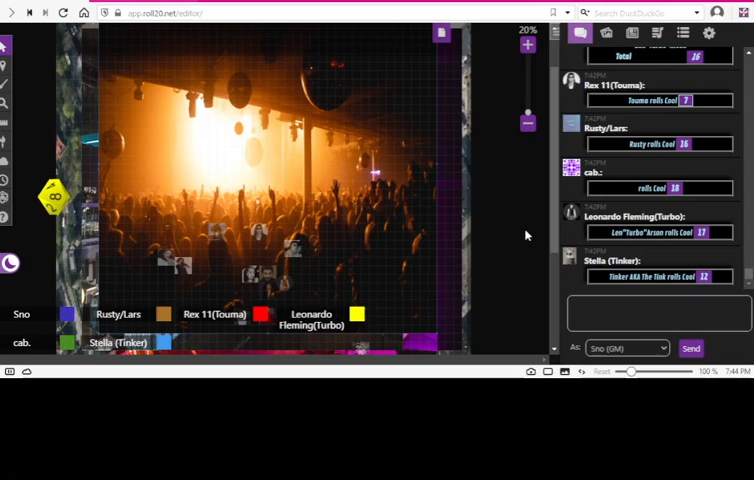 app.roll20.net/editor/
Search DuckDuckGo
20%
Total 16
7:42PM
Rex 11(Touma):
Touma rolls Cool 7
7:42PM
Rusty/Lars:
Rusty rolls Cool 16
7:42PM
cab.:
rolls Cool 18
7:42PM
Leonardo Fleming(Turbo):
Len"Turbo"Arson rolls Cool 17
7:42PM
Stella (Tinker):
Tinker AKA The Tink rolls Cool 12
8
Sno
Rusty/Lars
Rex 11(Touma)
Leonardo
Fleming(Turbo)
cab.
Stella (Tinker)
As:
Sno (GM)
Send
Reset
100 %
7:44 PM